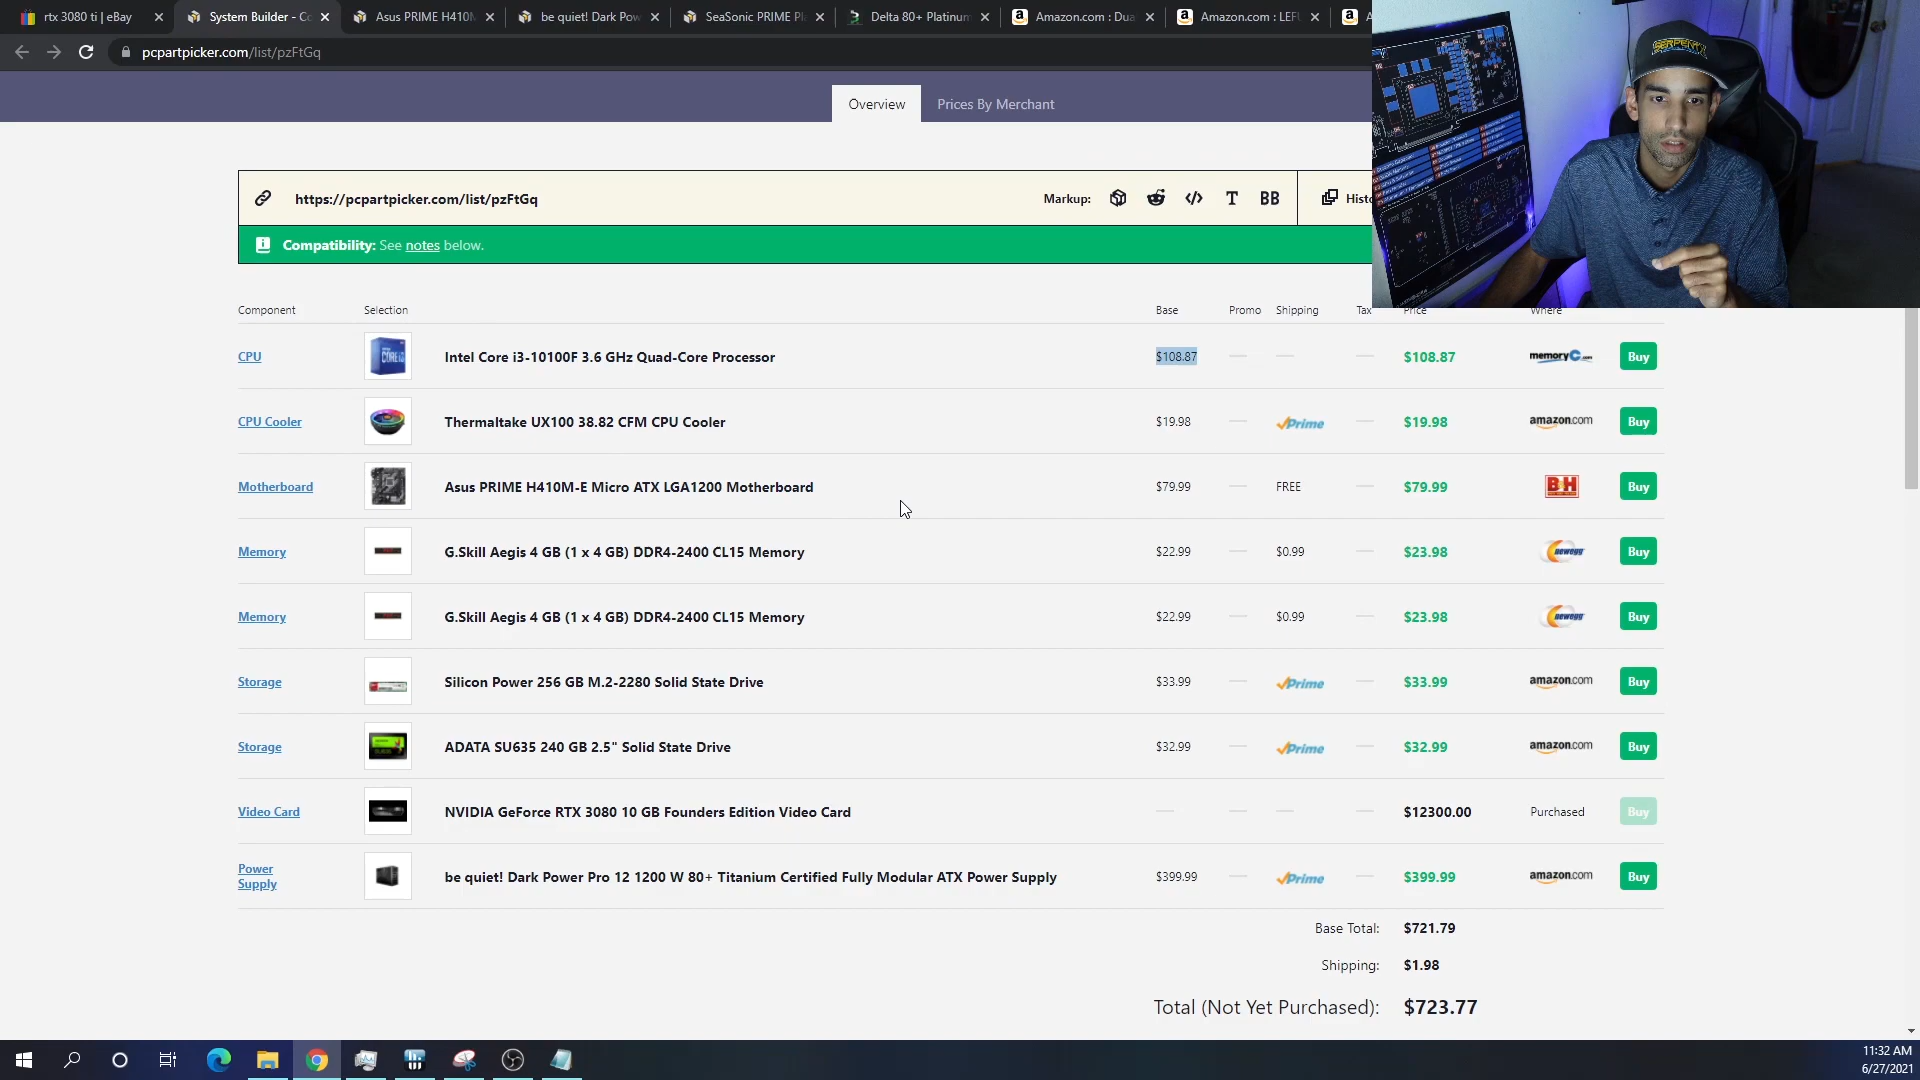 rtx 3080 ti | eBay
System Builder - Co
Asus PRIME H410M
be quiet! Dark Pow
SeaSonic PRIME Pl
Delta 80+ Platinum
Amazon.com : Dua
Amazon.com : LEFU
pcpartpicker.com/list/pzFtGq
Overview
Prices By Merchant
https://pcpartpicker.com/list/pzFtGq
Markup:
T
BB
Histo
Compatibility: See notes below.
Component Selection Base Promo Shipping Tax Price Where
CPU Intel Core i3-10100F 3.6 GHz Quad-Core Processor $108.87 — — — $108.87 memoryC.com Buy
CPU Cooler Thermaltake UX100 38.82 CFM CPU Cooler $19.98 — Prime — $19.98 amazon.com Buy
Motherboard Asus PRIME H410M-E Micro ATX LGA1200 Motherboard $79.99 — FREE — $79.99 B&H Buy
Memory G.Skill Aegis 4 GB (1 x 4 GB) DDR4-2400 CL15 Memory $22.99 — $0.99 — $23.98 newegg Buy
Memory G.Skill Aegis 4 GB (1 x 4 GB) DDR4-2400 CL15 Memory $22.99 — $0.99 — $23.98 newegg Buy
Storage Silicon Power 256 GB M.2-2280 Solid State Drive $33.99 — Prime — $33.99 amazon.com Buy
Storage ADATA SU635 240 GB 2.5" Solid State Drive $32.99 — Prime — $32.99 amazon.com Buy
Video Card NVIDIA GeForce RTX 3080 10 GB Founders Edition Video Card — — — — $12300.00 Purchased Buy
Power
Supply
be quiet! Dark Power Pro 12 1200 W 80+ Titanium Certified Fully Modular ATX Power Supply $399.99 — Prime — $399.99 amazon.com Buy
Base Total: $721.79
Shipping: $1.98
Total (Not Yet Purchased): $723.77
11:32 AM
6/27/2021